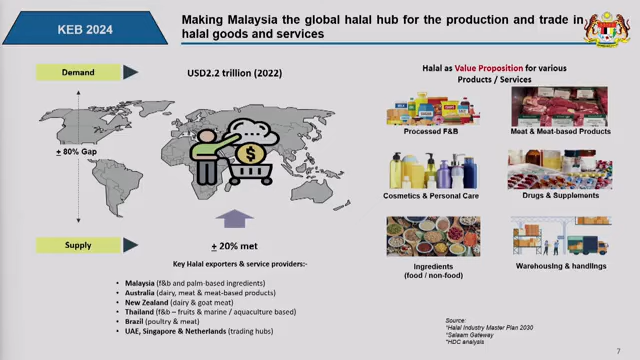 KEB 2024
Making Malaysia the global halal hub for the production and trade in
halal goods and services
Demand
USD2.2 trillion (2022)
± 80% Gap
$
Supply
± 20% met
Key Halal exporters & service providers:-
• Malaysia (f&b and palm-based ingredients)
• Australia (dairy, meat & meat-based products)
• New Zealand (dairy & goat meat)
• Thailand (f&b – fruits & marine / aquaculture based)
• Brazil (poultry & meat)
• UAE, Singapore & Netherlands (trading hubs)
Halal as Value Proposition for various
Products / Services
Processed F&B
Meat & Meat-based Products
Cosmetics & Personal Care
Drugs & Supplements
Ingredients
(food / non-food)
Warehousing & handlings
Source:
*Halal Industry Master Plan 2030
*Salaam Gateway
*HDC analysis
7